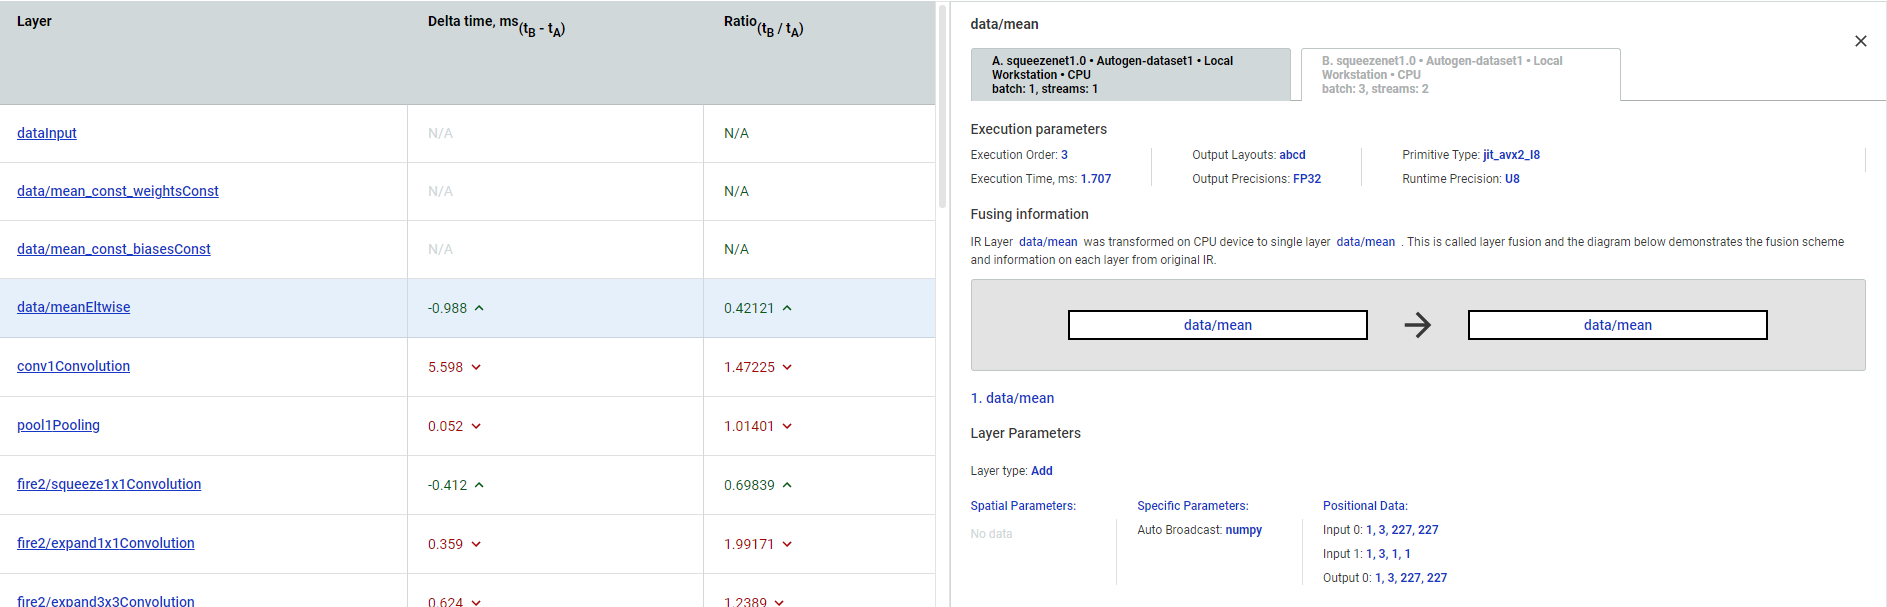 Layer
Delta time, ms(tB - tA)
Ratio(tB / tA)
dataInput
N/A
N/A
data/mean_const_weightsConst
N/A
N/A
data/mean_const_biasesConst
N/A
N/A
data/meanEltwise
-0.988
0.42121
conv1Convolution
5.598
1.47225
pool1Pooling
0.052
1.01401
fire2/squeeze1x1Convolution
-0.412
0.69839
fire2/expand1x1Convolution
0.359
1.99171
fire2/expand3x3Convolution
0.624
1.2389
data/mean
A. squeezenet1.0 • Autogen-dataset1 • Local
Workstation • CPU
batch: 1, streams: 1
B. squeezenet1.0 • Autogen-dataset1 • Local
Workstation • CPU
batch: 3, streams: 2
Execution parameters
Execution Order: 3
Execution Time, ms: 1.707
Output Layouts: abcd
Output Precisions: FP32
Primitive Type: jit_avx2_I8
Runtime Precision: U8
Fusing information
IR Layer data/mean was transformed on CPU device to single layer data/mean . This is called layer fusion and the diagram below demonstrates the fusion scheme
and information on each layer from original IR.
data/mean
data/mean
1. data/mean
Layer Parameters
Layer type: Add
Spatial Parameters:
No data
Specific Parameters:
Auto Broadcast: numpy
Positional Data:
Input 0: 1, 3, 227, 227
Input 1: 1, 3, 1, 1
Output 0: 1, 3, 227, 227